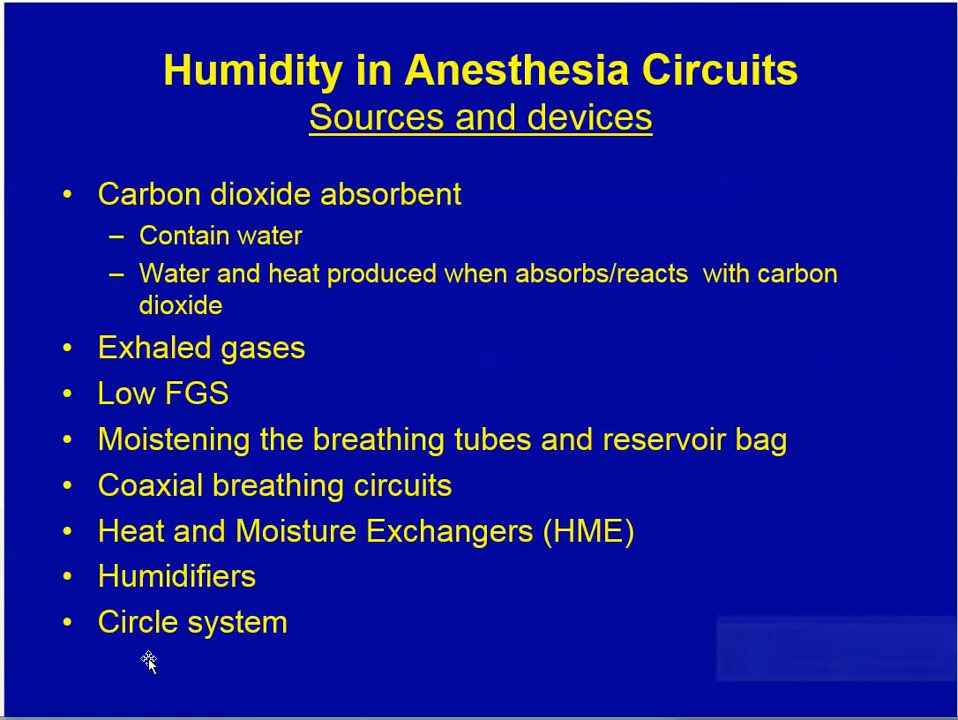 Humidity in Anesthesia Circuits
Sources and devices
• Carbon dioxide absorbent
– Contain water
– Water and heat produced when absorbs/reacts with carbon
dioxide
• Exhaled gases
• Low FGS
• Moistening the breathing tubes and reservoir bag
• Coaxial breathing circuits
• Heat and Moisture Exchangers (HME)
• Humidifiers
• Circle system